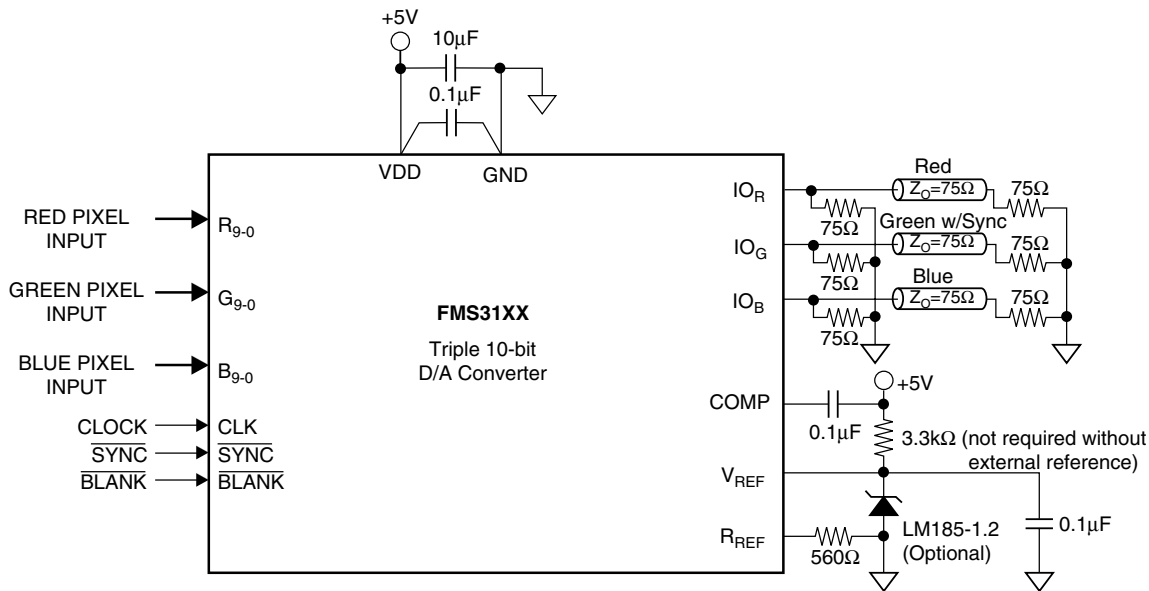 +5V
10µF
0.1µF
VDD
GND
RED PIXEL
INPUT
R9-0
GREEN PIXEL
INPUT
G9-0
BLUE PIXEL
INPUT
B9-0
CLOCK
CLK
SYNC
SYNC
BLANK
BLANK
FMS31XX
Triple 10-bit
D/A Converter
IOR
Red
ZO=75Ω
75Ω
75Ω
IOG
Green w/Sync
ZO=75Ω
75Ω
75Ω
IOB
Blue
ZO=75Ω
75Ω
75Ω
+5V
COMP
0.1µF
3.3kΩ (not required without
external reference)
VREF
LM185-1.2
(Optional)
0.1µF
RREF
560Ω